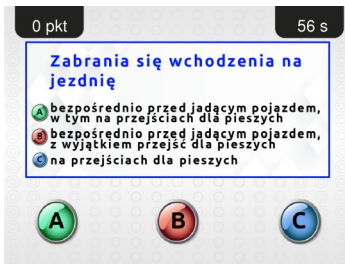 0 pkt
56 s
Zabrania się wchodzenia na
jezdnię
A bezpośrednio przed jadącym pojazdem,
w tym na przejściach dla pieszych
B bezpośrednio przed jadącym pojazdem,
z wyjątkiem przejść dla pieszych
C na przejściach dla pieszych
A B C